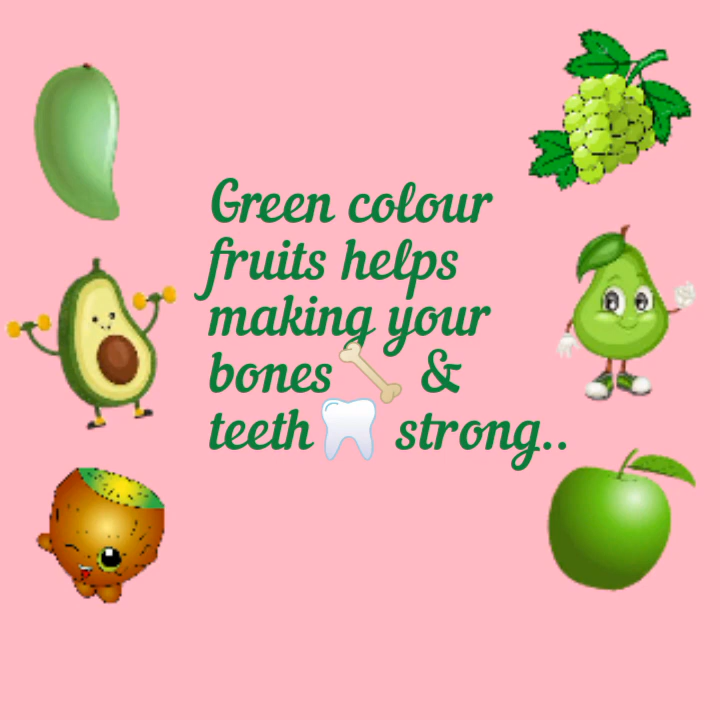 Green colour
fruits helps
making your
bones🦴 &
teeth🦷 strong..